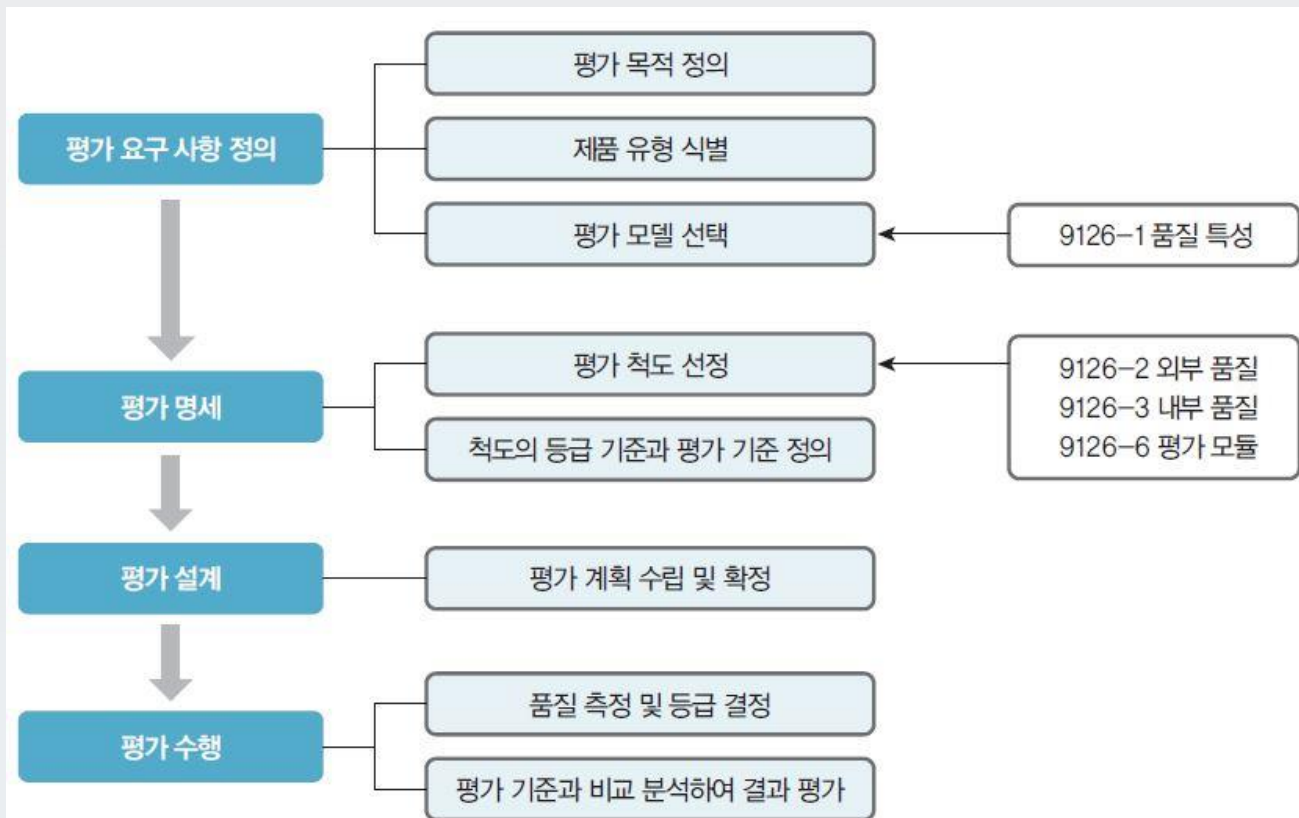 평가 요구 사항 정의
평가 목적 정의
제품 유형 식별
평가 모델 선택
9126-1 품질 특성
평가 명세
평가 척도 선정
척도의 등급 기준과 평가 기준 정의
9126-2 외부 품질
9126-3 내부 품질
9126-6 평가 모듈
평가 설계
평가 계획 수립 및 확정
평가 수행
품질 측정 및 등급 결정
평가 기준과 비교 분석하여 결과 평가